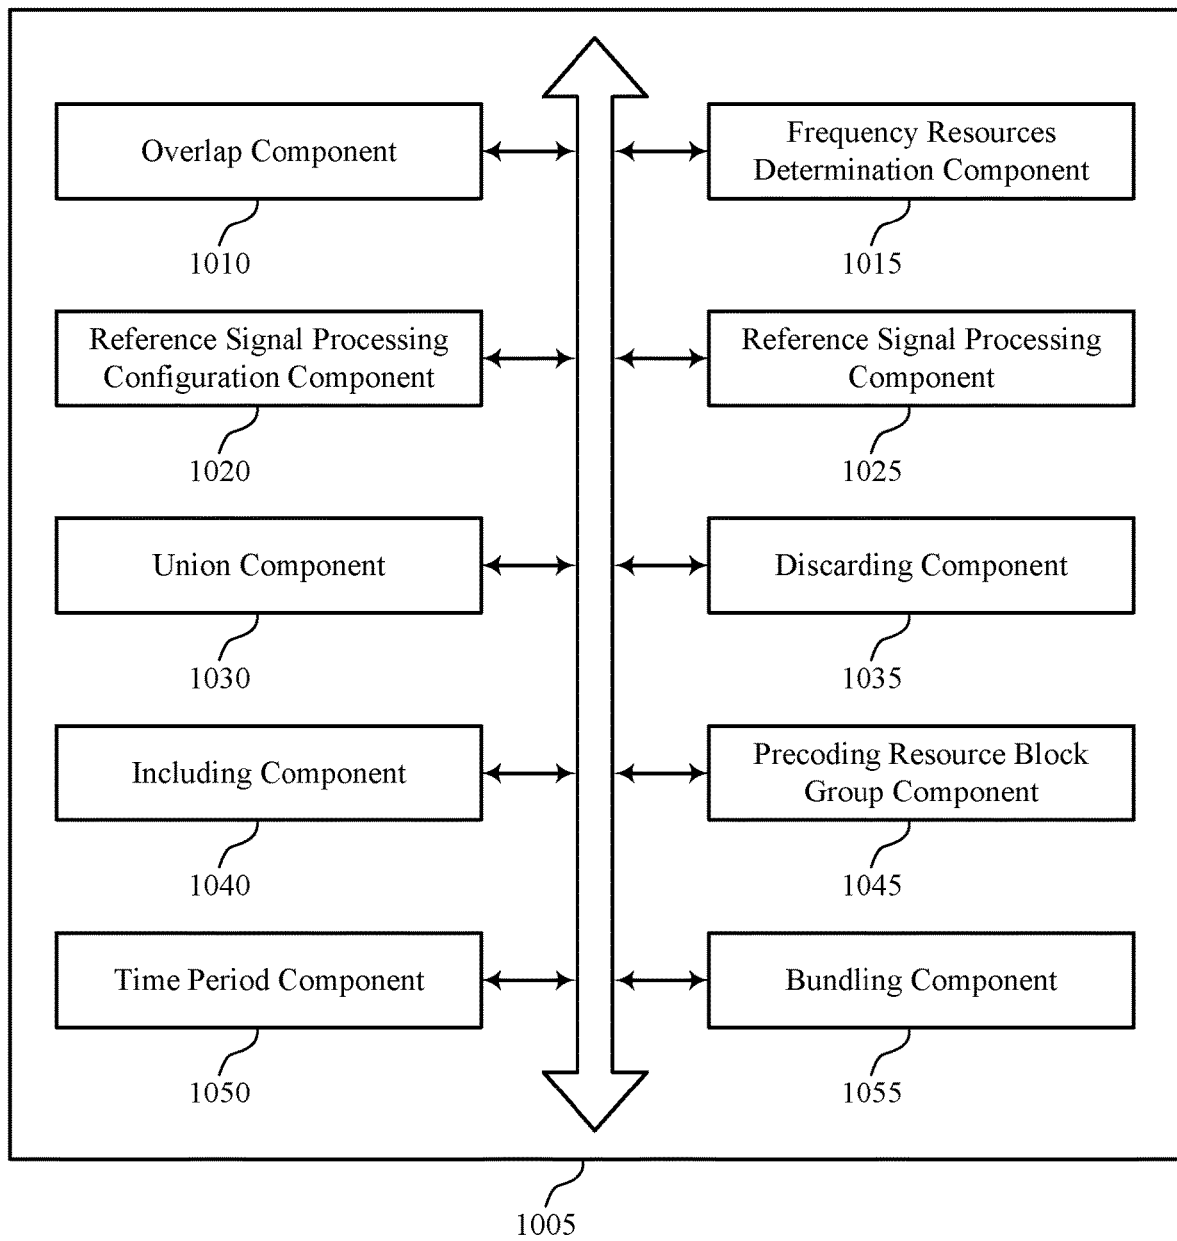 Overlap Component
1010
Frequency Resources
Determination Component
1015
Reference Signal Processing
Configuration Component
1020
Reference Signal Processing
Component
1025
Union Component
1030
Discarding Component
1035
Including Component
1040
Precoding Resource Block
Group Component
1045
Time Period Component
1050
Bundling Component
1055
1005